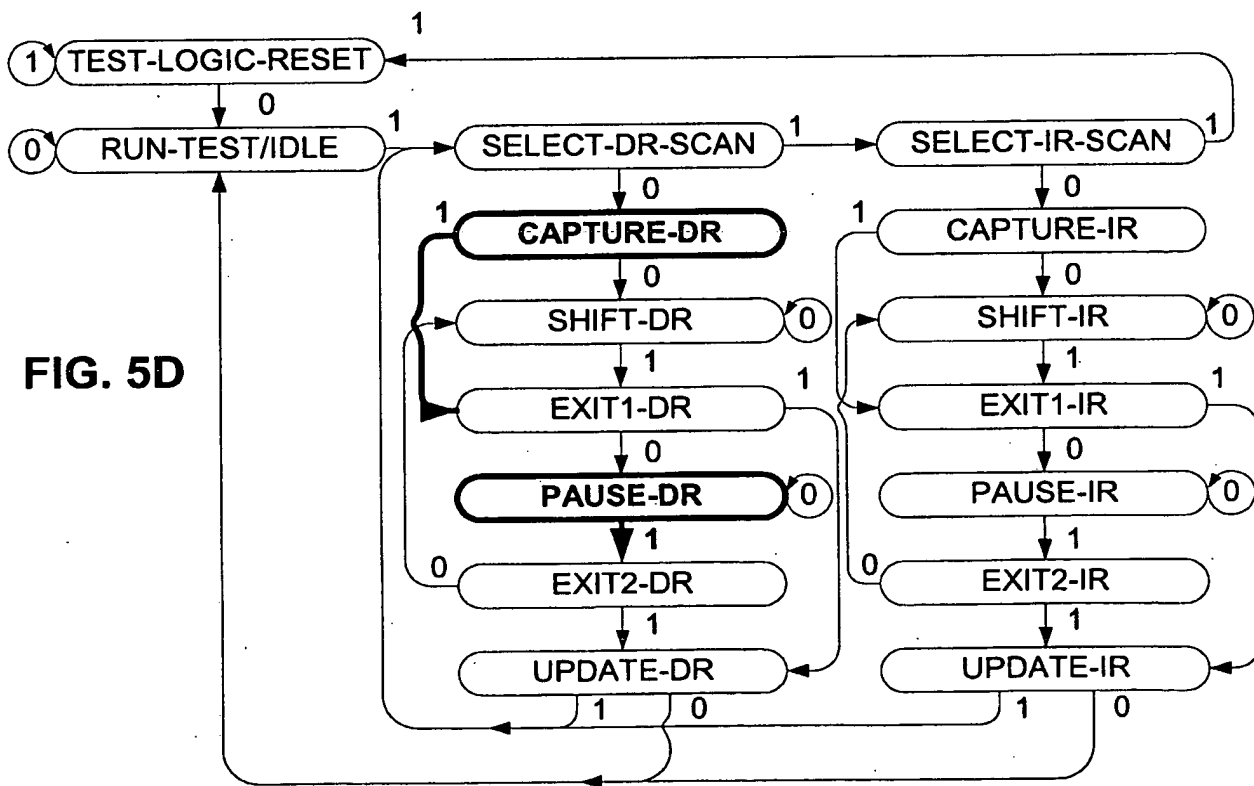 1
1 TEST-LOGIC-RESET
0
0 RUN-TEST/IDLE 1 SELECT-DR-SCAN 1 SELECT-IR-SCAN 1
0 0
1 CAPTURE-DR 1 CAPTURE-IR
0 0
SHIFT-DR 0 SHIFT-IR 0
FIG. 5D
1 1
EXIT1-DR 1 EXIT1-IR 1
0 0
PAUSE-DR 0 PAUSE-IR 0
1 1
0 EXIT2-DR 0 EXIT2-IR
1 1
UPDATE-DR UPDATE-IR
1 0 1 0